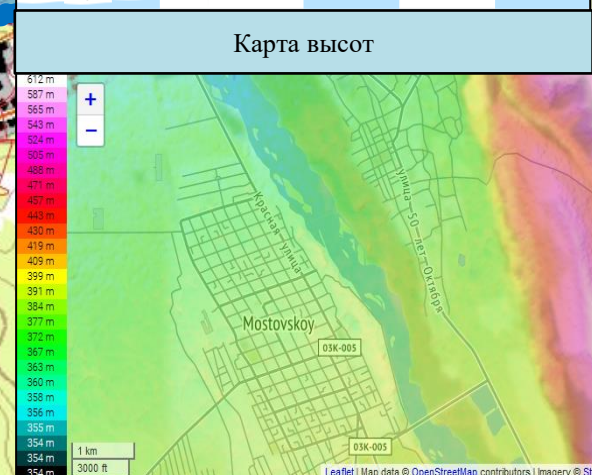 Карта высот
612 m
587 m
565 m
543 m
524 m
505 m
488 m
471 m
457 m
443 m
430 m
419 m
409 m
399 m
391 m
384 m
377 m
372 m
367 m
363 m
360 m
358 m
356 m
355 m
354 m
354 m
354 m
+
−
Красная улица
улица 50 лет Октября
Mostovskoy
03K-005
03K-005
1 km
3000 ft
Leaflet | Map data © OpenStreetMap contributors | Imagery © St